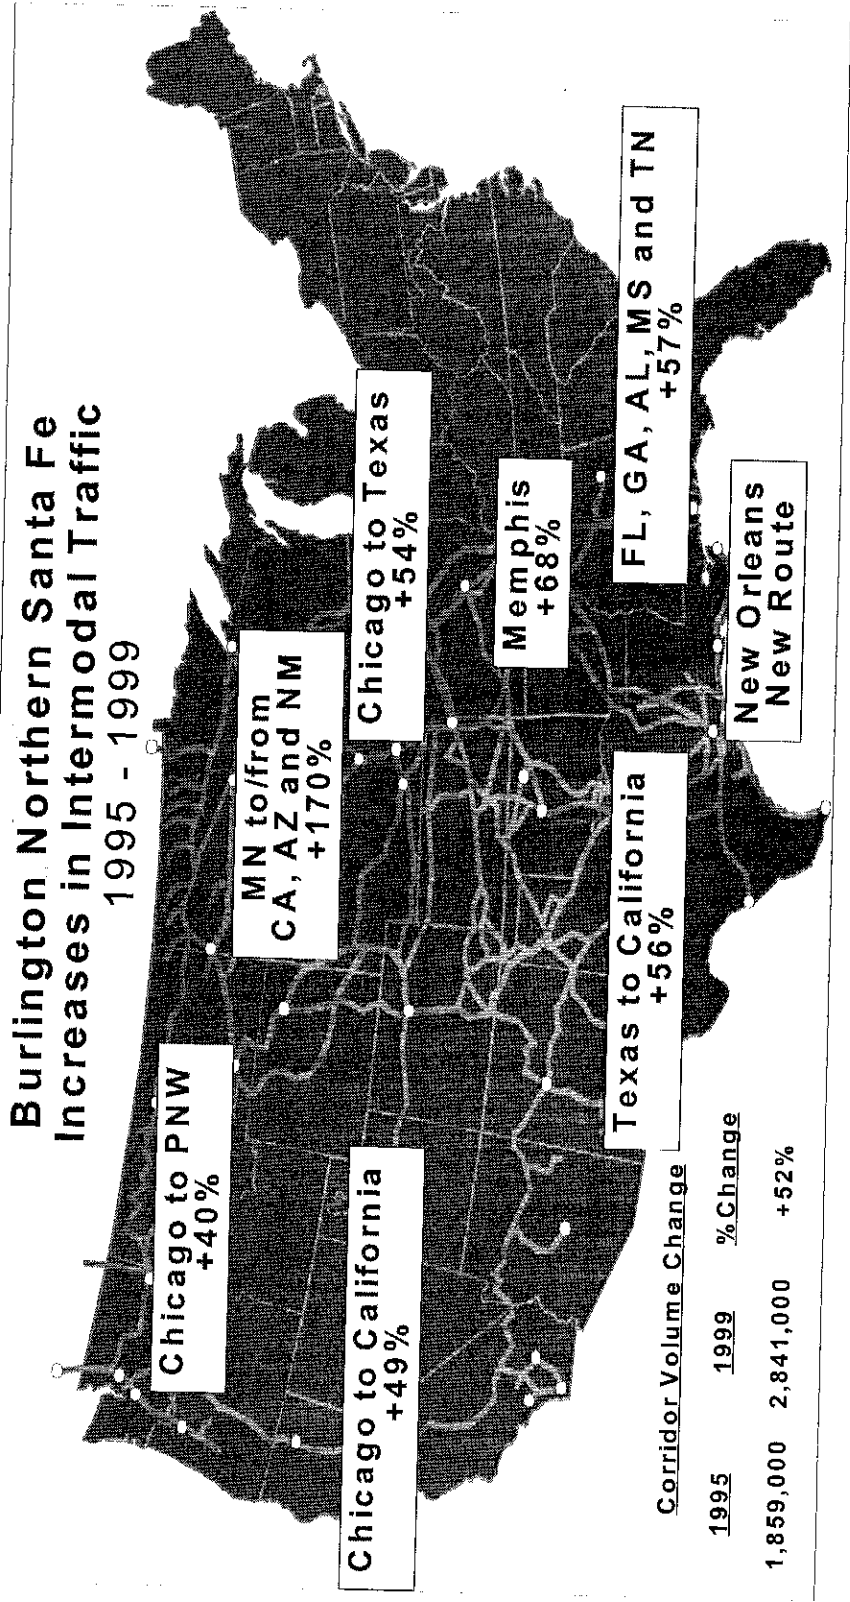 Burlington Northern Santa Fe
Increases in Intermodal Traffic
1995 - 1999
Chicago to PNW
+40%
MN to/from
CA, AZ and NM
+170%
Chicago to Texas
+54%
Chicago to California
+49%
Memphis
+68%
Texas to California
+56%
FL, GA, AL, MS and TN
+57%
New Orleans
New Route
Corridor Volume Change
1995 1999 %Change
1,859,000 2,841,000 +52%